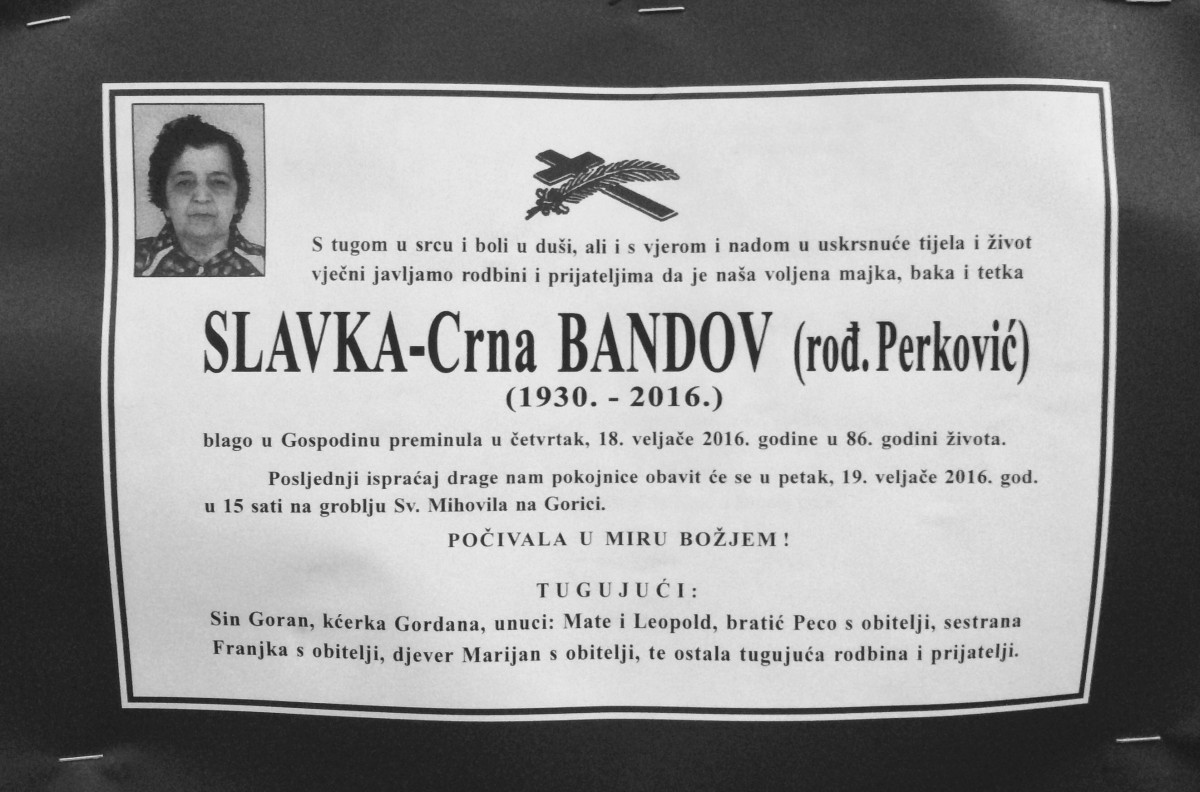 S tugom u srcu i boli u duši, ali i s vjerom i nadom u uskrsnuće tijela i život
vječni javljamo rodbini i prijateljima da je naša voljena majka, baka i tetka
SLAVKA-Crna BANDOV (rođ. Perković)
(1930. - 2016.)
blago u Gospodinu preminula u četvrtak, 18. veljače 2016. godine u 86. godini života.
Posljednji ispraćaj drage nam pokojnice obavit će se u petak, 19. veljače 2016. god.
u 15 sati na groblju Sv. Mihovila na Gorici.
POČIVALA U MIRU BOŽJEM !
TUGUJUĆI:
Sin Goran, kćerka Gordana, unuci: Mate i Leopold, bratić Peco s obitelji, sestrana
Franjka s obitelji, djever Marijan s obitelji, te ostala tugujuća rodbina i prijatelji.